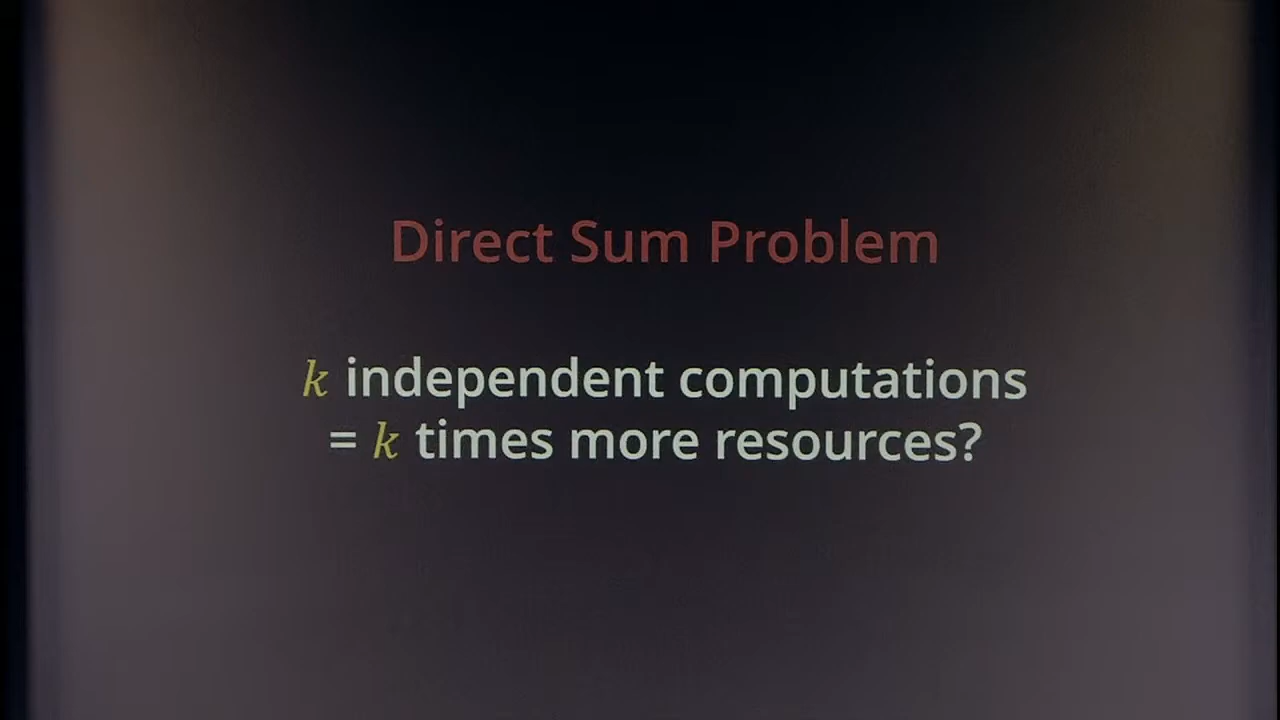 Direct Sum Problem
k independent computations
= k times more resources?